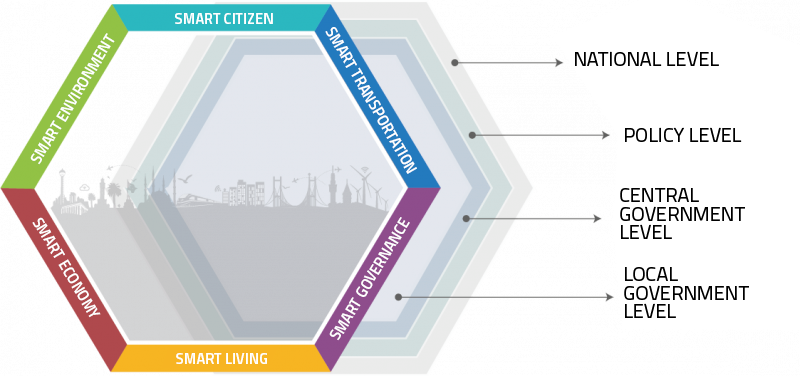 SMART CITIZEN
SMART TRANSPORTATION
SMART ENVIRONMENT
SMART ECONOMY
SMART GOVERNANCE
SMART LIVING
NATIONAL LEVEL
POLICY LEVEL
CENTRAL
GOVERNMENT
LEVEL
LOCAL
GOVERNMENT
LEVEL